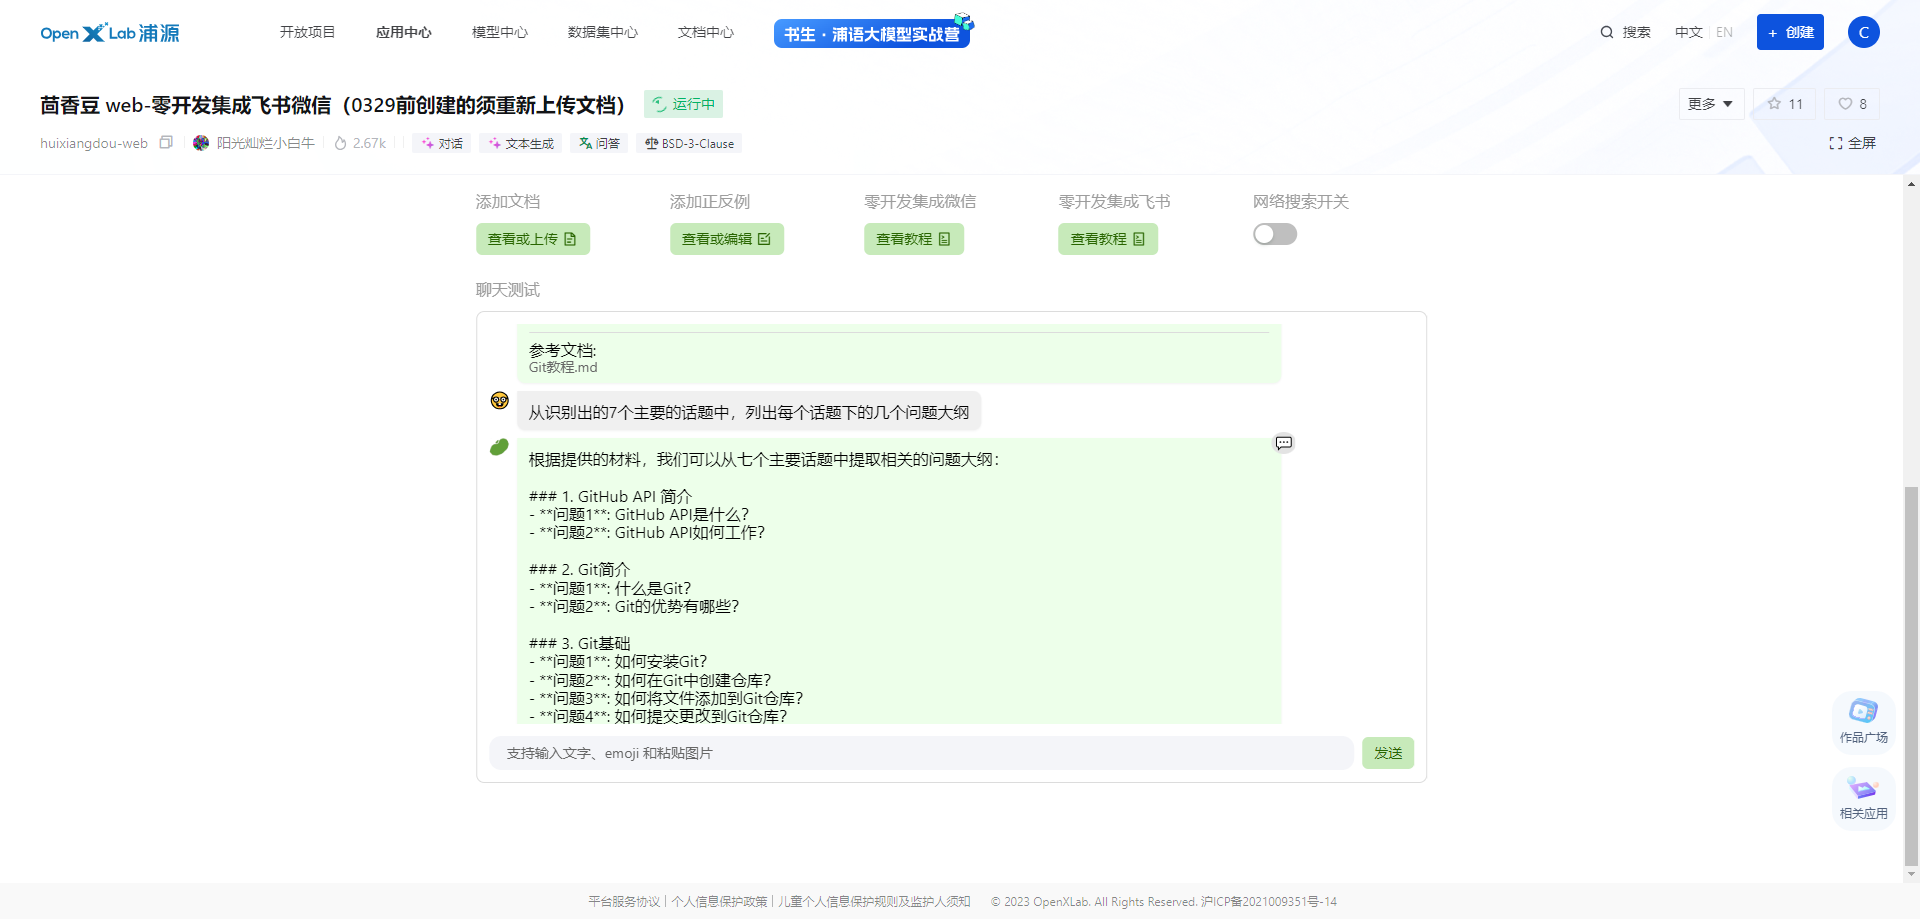 OpenXLab浦源
开放项目
应用中心
模型中心
数据集中心
文档中心
书生·浦语大模型实战营
搜索
中文 | EN
+ 创建
C
茴香豆 web-零开发集成飞书微信（0329前创建的须重新上传文档）
运行中
更多
11
8
huixiangdou-web
阳光灿烂小白牛
2.67k
对话
文本生成
问答
BSD-3-Clause
全屏
添加文档
添加正反例
零开发集成微信
零开发集成飞书
网络搜索开关
查看或上传
查看或编辑
查看教程
查看教程
聊天测试
参考文档:
Git教程.md
从识别出的7个主要的话题中，列出每个话题下的几个问题大纲
根据提供的材料，我们可以从七个主要话题中提取相关的问题大纲：
### 1. GitHub API 简介
- **问题1**: GitHub API是什么？
- **问题2**: GitHub API如何工作？
### 2. Git简介
- **问题1**: 什么是Git？
- **问题2**: Git的优势有哪些？
### 3. Git基础
- **问题1**: 如何安装Git？
- **问题2**: 如何在Git中创建仓库？
- **问题3**: 如何将文件添加到Git仓库？
- **问题4**: 如何提交更改到Git仓库？
支持输入文字、emoji 和粘贴图片
发送
作品广场
相关应用
平台服务协议 | 个人信息保护政策 | 儿童个人信息保护规则及监护人须知 © 2023 OpenXLab. All Rights Reserved. 沪ICP备2021009351号-14